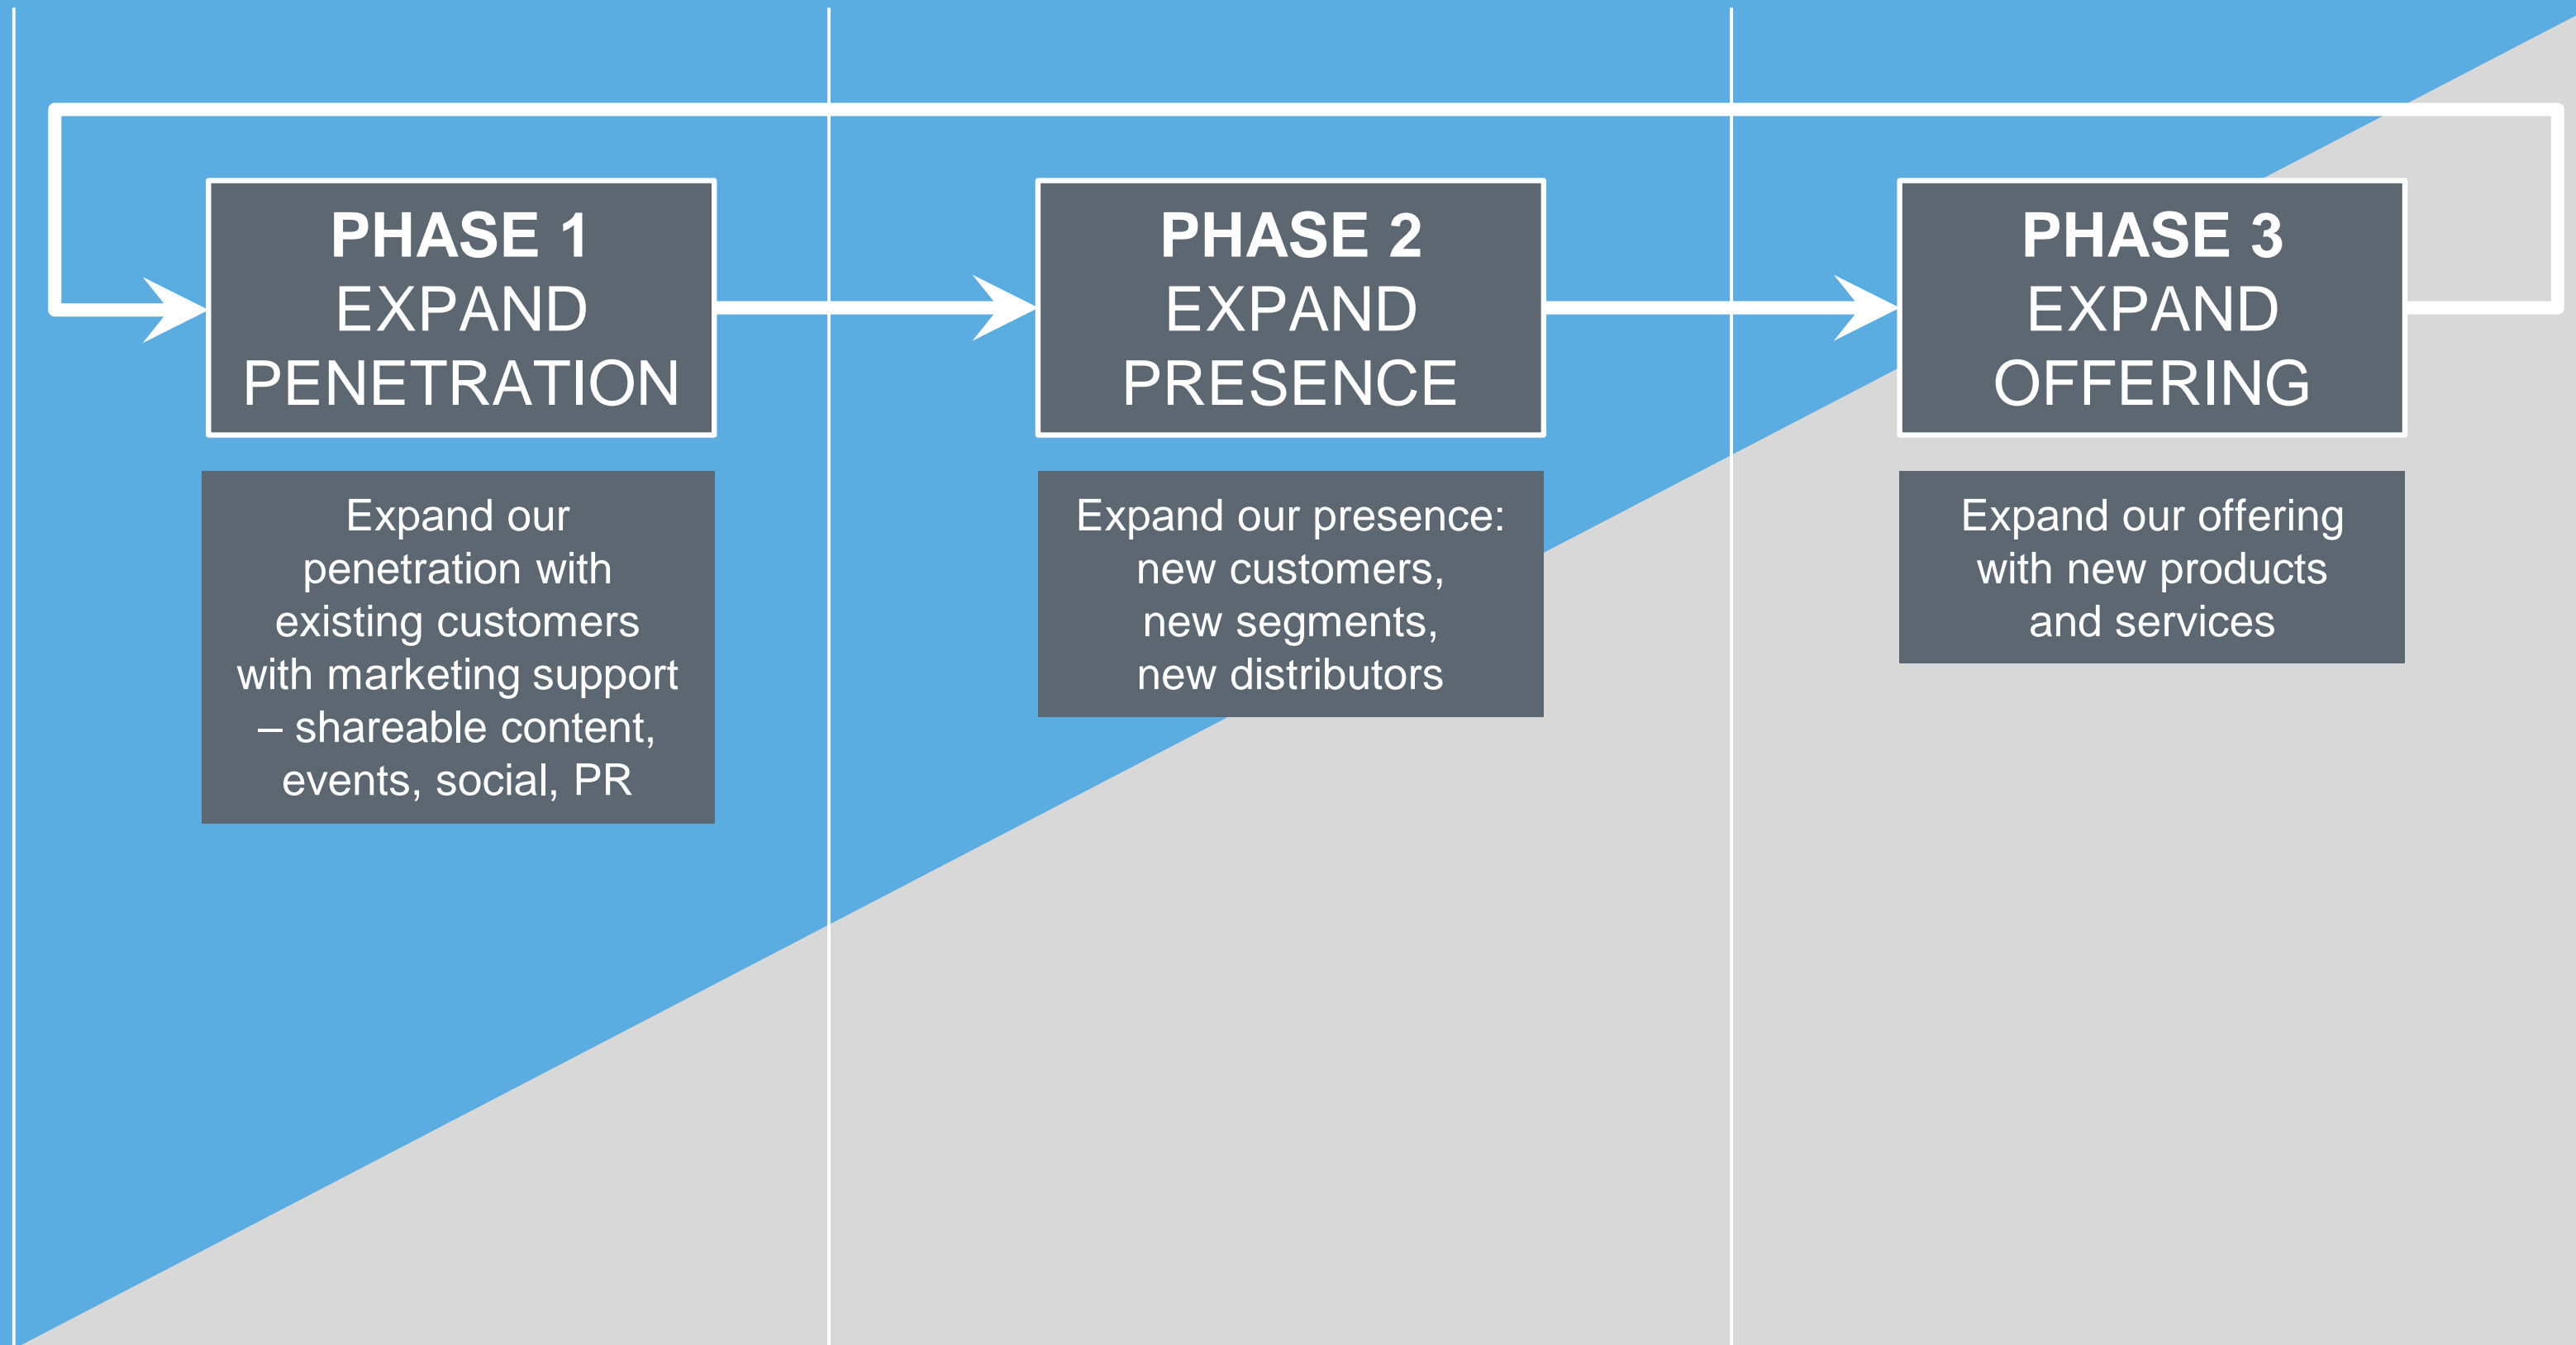 PHASE 1
EXPAND
PENETRATION
Expand our
penetration with
existing customers
with marketing support
– shareable content,
events, social, PR
PHASE 2
EXPAND
PRESENCE
Expand our presence:
new customers,
new segments,
new distributors
PHASE 3
EXPAND
OFFERING
Expand our offering
with new products
and services